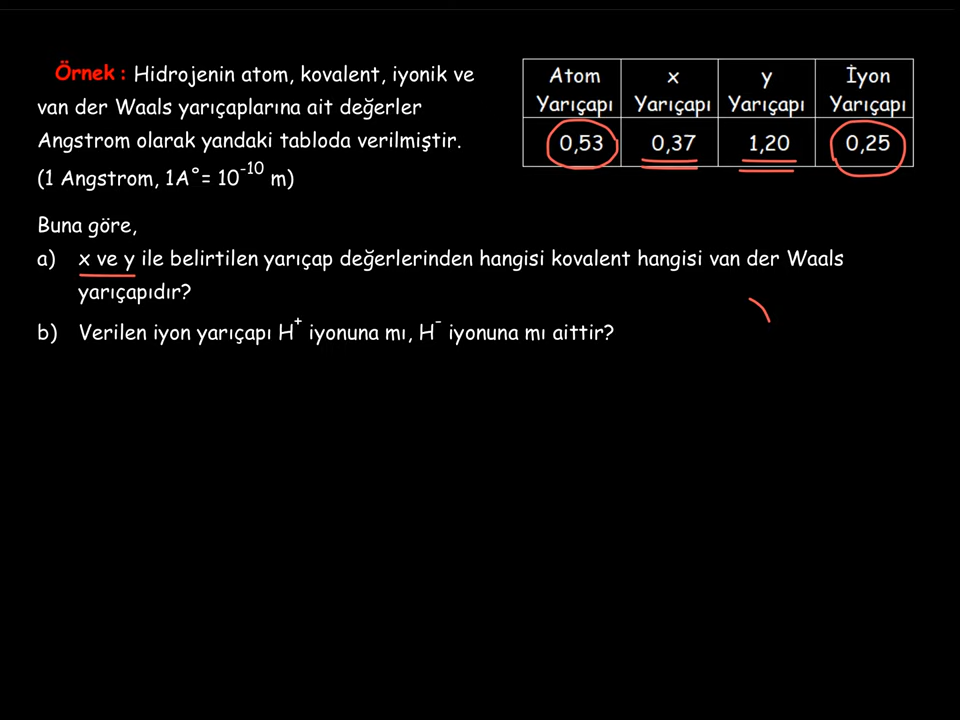 Örnek : Hidrojenin atom, kovalent, iyonik ve
van der Waals yarıçaplarına ait değerler
Angstrom olarak yandaki tabloda verilmiştir.
(1 Angstrom, 1A°= 10⁻¹⁰ m)
Atom Yarıçapı x Yarıçapı y Yarıçapı İyon Yarıçapı
0,53 0,37 1,20 0,25
Buna göre,
a) x ve y ile belirtilen yarıçap değerlerinden hangisi kovalent hangisi van der Waals
yarıçapıdır?
b) Verilen iyon yarıçapı H⁺ iyonuna mı, H⁻ iyonuna mı aittir?